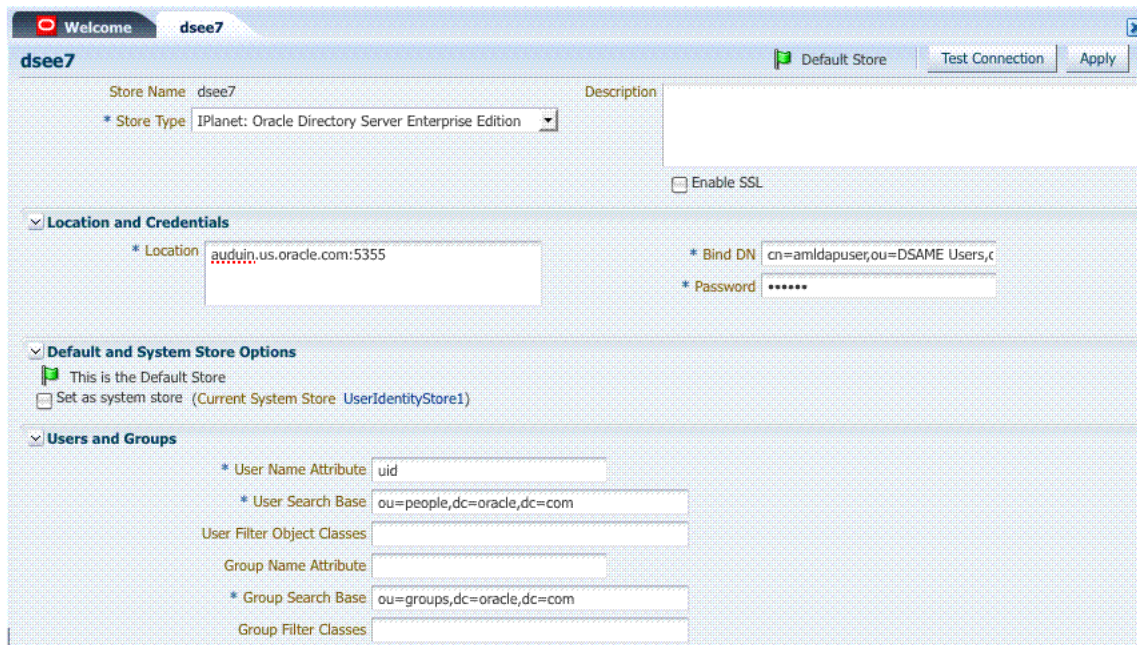 Welcome dsee7
dsee7 Default Store Test Connection Apply
Store Name dsee7 Description
* Store Type IPlanet: Oracle Directory Server Enterprise Edition
Enable SSL
Location and Credentials
* Location auduin.us.oracle.com:5355 * Bind DN cn=amldapuser,ou=DSAME Users,c
* Password ••••••
Default and System Store Options
This is the Default Store
Set as system store (Current System Store UserIdentityStore1)
Users and Groups
* User Name Attribute uid
* User Search Base ou=people,dc=oracle,dc=com
User Filter Object Classes
Group Name Attribute
* Group Search Base ou=groups,dc=oracle,dc=com
Group Filter Classes